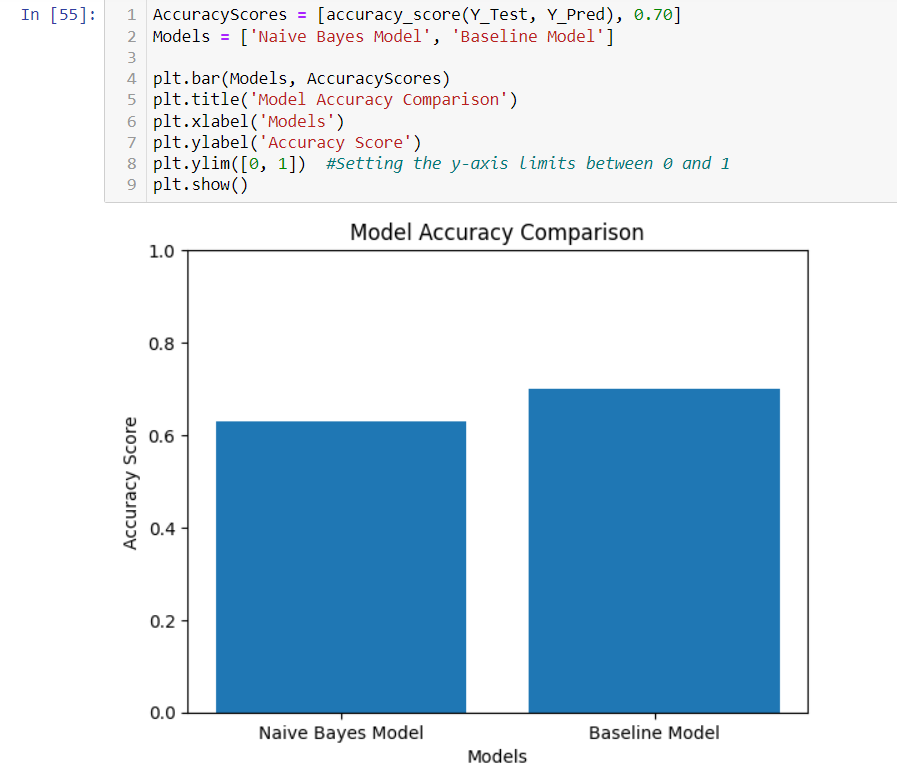 In [55]:
1 AccuracyScores = [accuracy_score(Y_Test, Y_Pred), 0.70]
2 Models = ['Naive Bayes Model', 'Baseline Model']
3
4 plt.bar(Models, AccuracyScores)
5 plt.title('Model Accuracy Comparison')
6 plt.xlabel('Models')
7 plt.ylabel('Accuracy Score')
8 plt.ylim([0, 1])  #Setting the y-axis limits between 0 and 1
9 plt.show()
Model Accuracy Comparison
1.0
0.8
0.6
0.4
0.2
0.0
Accuracy Score
Naive Bayes Model
Baseline Model
Models